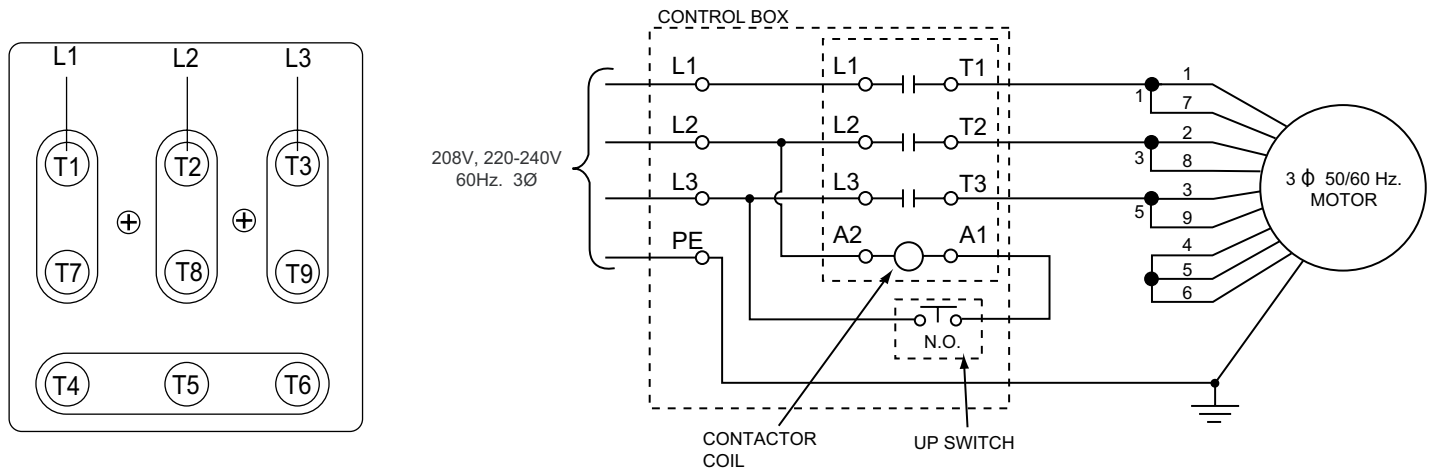 L1 L2 L3
T1 T2 T3
T7 T8 T9
T4 T5 T6
CONTROL BOX
208V, 220-240V
60Hz. 3Ø
L1 L1 T1
L2 L2 T2
L3 L3 T3
PE A2 A1
N.O.
CONTACTOR
COIL
UP SWITCH
1
1
7
2
3
8
3
5
9
4
5
6
3 ϕ 50/60 Hz.
MOTOR